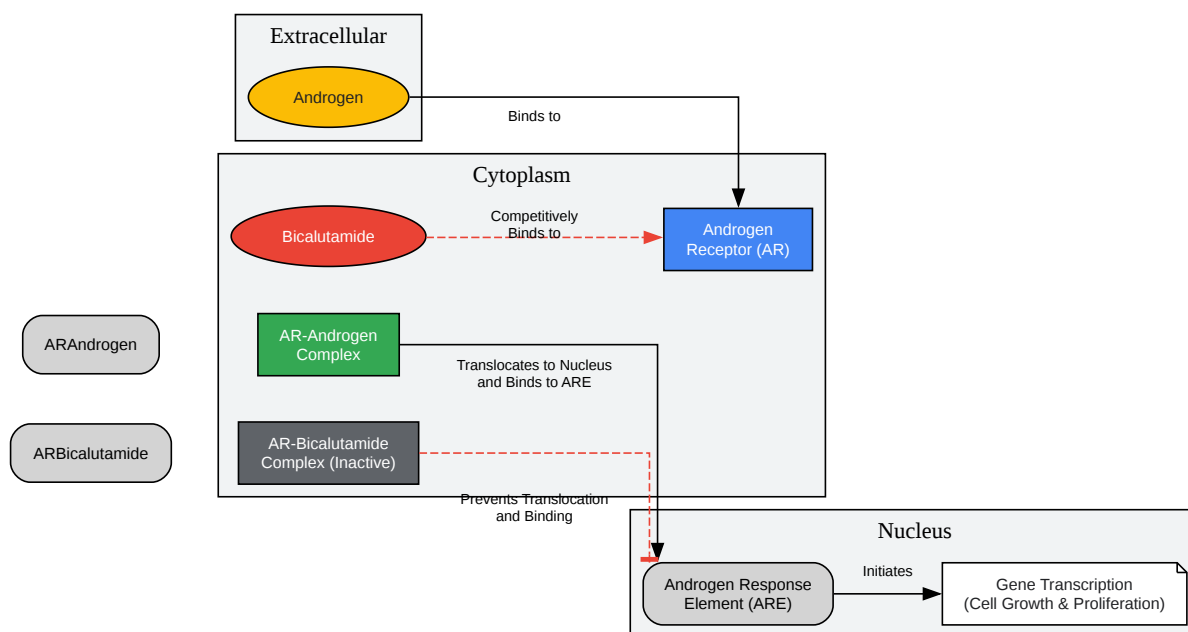 Extracellular
Androgen
Binds to
Cytoplasm
Bicalutamide
Competitively
Binds to
Androgen
Receptor (AR)
ARAndrogen
AR-Androgen
Complex
Translocates to Nucleus
and Binds to ARE
ARBicalutamide
AR-Bicalutamide
Complex (Inactive)
Prevents Translocation
and Binding
Nucleus
Androgen Response
Element (ARE)
Initiates
Gene Transcription
(Cell Growth & Proliferation)